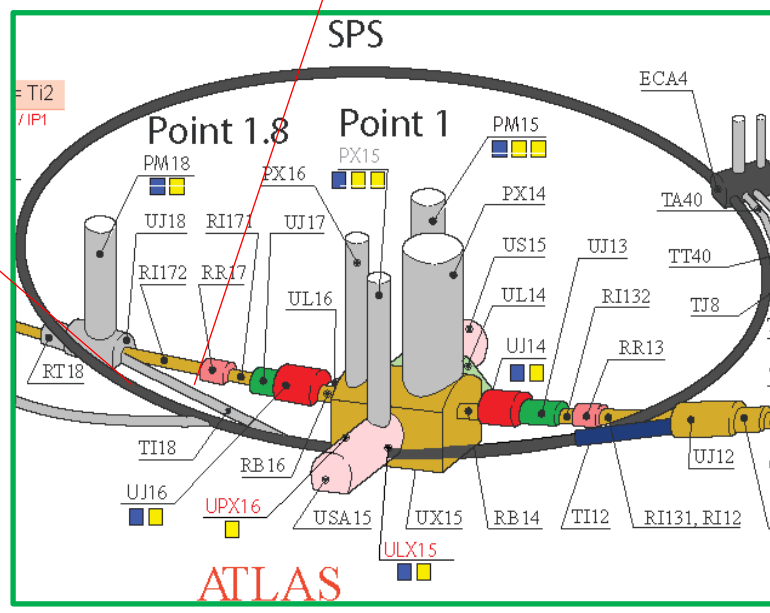 SPS
ECA4
= Ti2
/ IP1
Point 1.8
Point 1
PM15
PX15
PM18
PX16
PX14
TA40
UJ18
RI171
UJ17
US15
UJ13
RI172
RR17
UL16
UL14
RI132
TT40
TJ8
UJ14
RR13
RT18
TI18
RB16
UJ12
UJ16
UPX16
USA15
UX15
RB14
TI12
RI131, RI12
ULX15
ATLAS